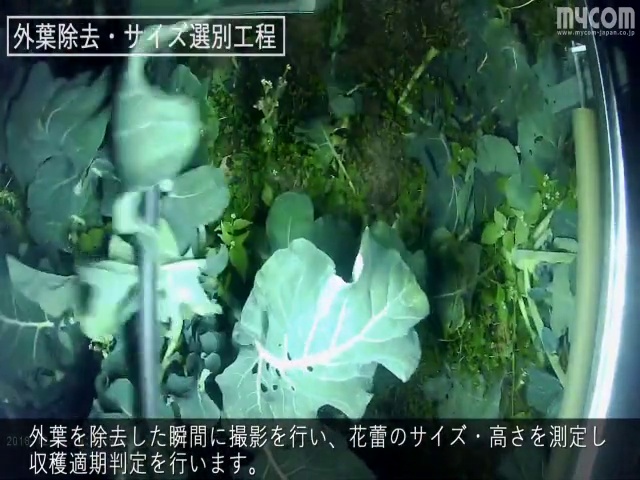 外葉除去・サイズ選別工程
mycom
www.mycom-japan.co.jp
外葉を除去した瞬間に撮影を行い、花蕾のサイズ・高さを測定し
収穫適期判定を行います。